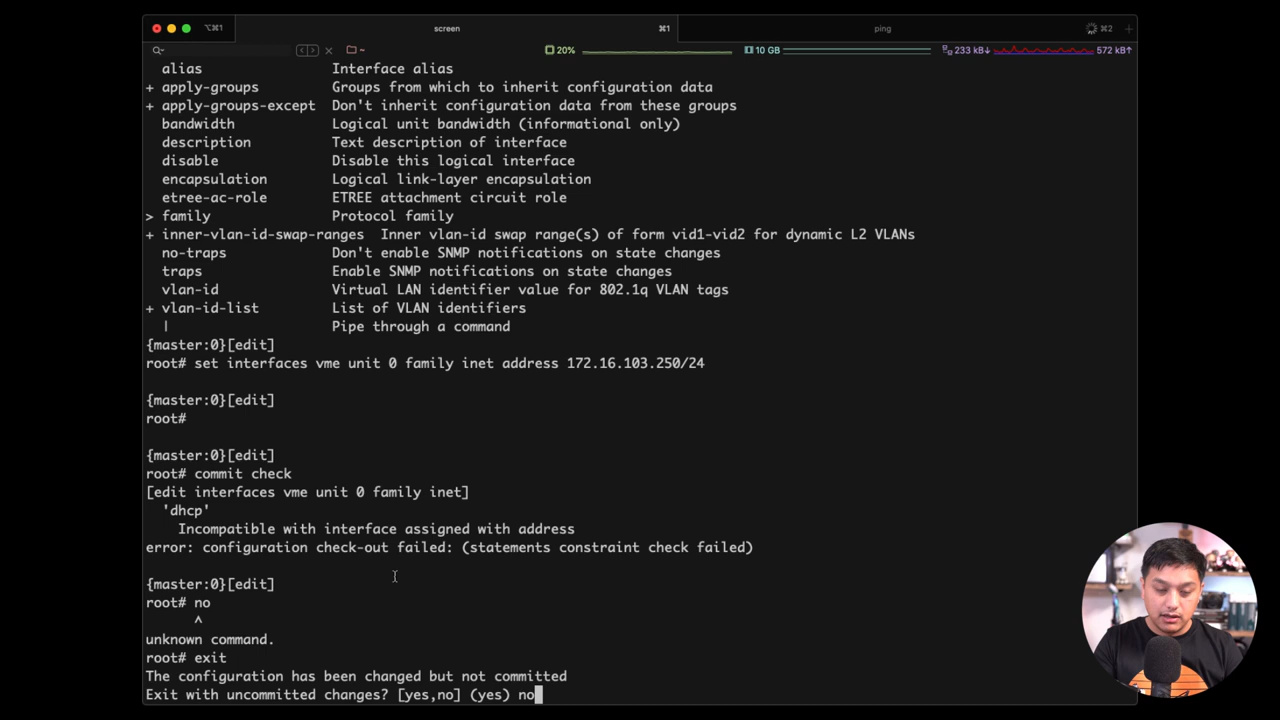 ⌥⌘1 screen ⌘1 ping ⌘2 +
20% 10 GB 233 kB↓ 572 kB↑
alias Interface alias
+ apply-groups Groups from which to inherit configuration data
+ apply-groups-except Don't inherit configuration data from these groups
bandwidth Logical unit bandwidth (informational only)
description Text description of interface
disable Disable this logical interface
encapsulation Logical link-layer encapsulation
etree-ac-role ETREE attachment circuit role
> family Protocol family
+ inner-vlan-id-swap-ranges Inner vlan-id swap range(s) of form vid1-vid2 for dynamic L2 VLANs
no-traps Don't enable SNMP notifications on state changes
traps Enable SNMP notifications on state changes
vlan-id Virtual LAN identifier value for 802.1q VLAN tags
+ vlan-id-list List of VLAN identifiers
| Pipe through a command
{master:0}[edit]
root# set interfaces vme unit 0 family inet address 172.16.103.250/24
{master:0}[edit]
root#
{master:0}[edit]
root# commit check
[edit interfaces vme unit 0 family inet]
'dhcp'
Incompatible with interface assigned with address
error: configuration check-out failed: (statements constraint check failed)
{master:0}[edit]
root# no
^
unknown command.
root# exit
The configuration has been changed but not committed
Exit with uncommitted changes? [yes,no] (yes) no